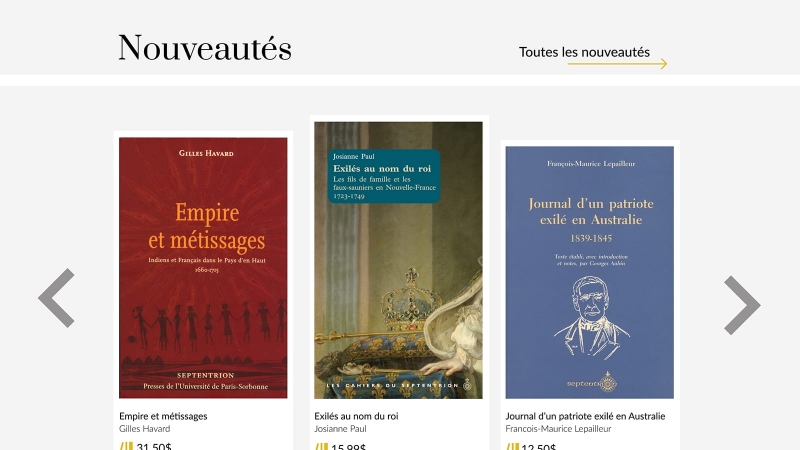 Nouveautés
Toutes les nouveautés
GILLES HAVARD
Empire
et métissages
Indiens et Français dans le Pays d'en Haut
1660-1715
SEPTENTRION
Presses de l'Université de Paris-Sorbonne
Josianne Paul
Exilés au nom du roi
Les fils de famille et les
faux-sauniers en Nouvelle-France
1723-1749
LES CAHIERS DU SEPTENTRION
François-Maurice Lepailleur
Journal d'un patriote
exilé en Australie
1839-1845
Texte établi, avec introduction
et notes, par Georges Aubin
septentrion
Empire et métissages
Gilles Havard
31.50$
Exilés au nom du roi
Josianne Paul
15.99$
Journal d'un patriote exilé en Australie
Francois-Maurice Lepailleur
12.50$